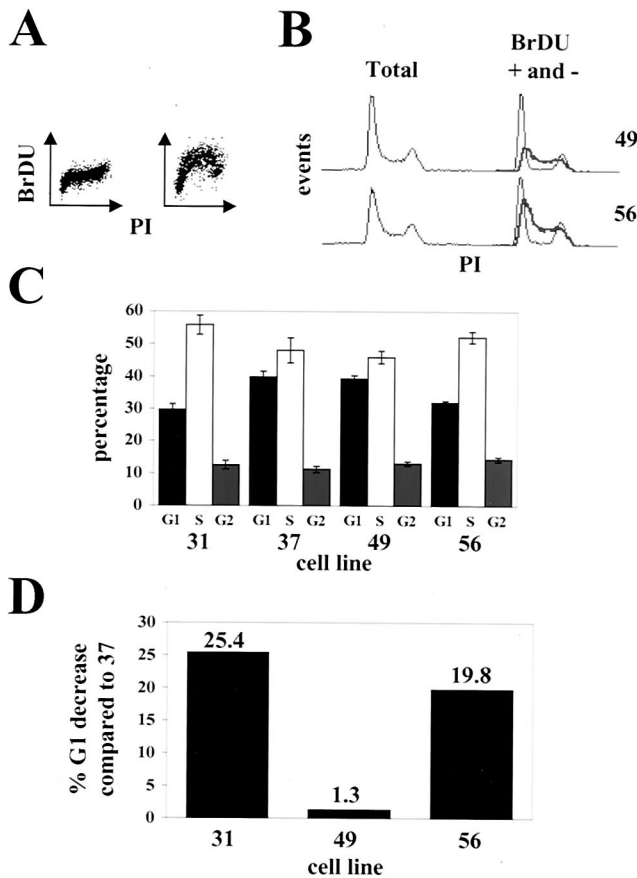 A
BrDU
PI
B
Total
BrDU
+ and -
events
49
56
PI
C
percentage
60
50
40
30
20
10
0
G1 S G2 G1 S G2 G1 S G2 G1 S G2
31 37 49 56
cell line
D
% G1 decrease
compared to 37
30
25
20
15
10
5
0
25.4
1.3
19.8
31 49 56
cell line